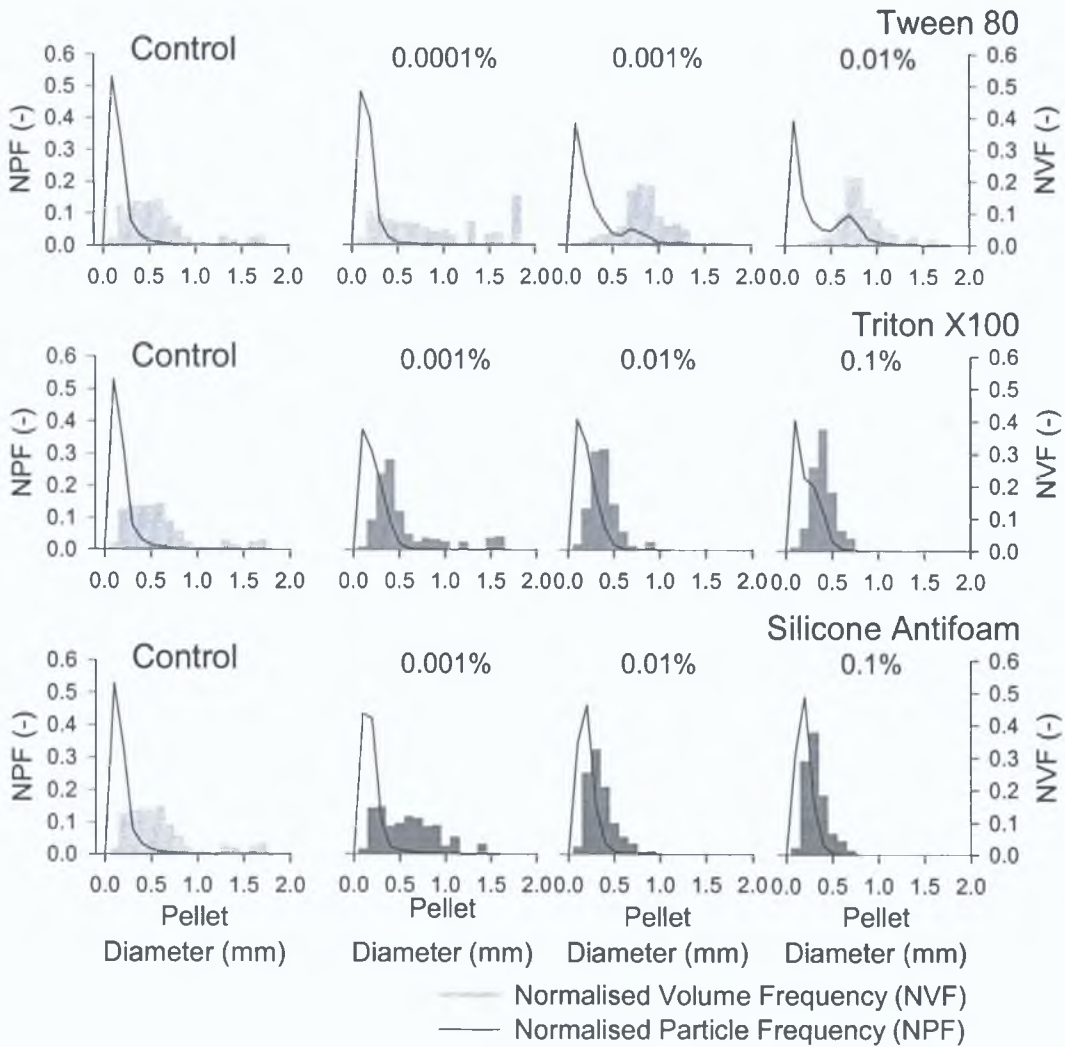 Tween 80
Control 0.0001% 0.001% 0.01%
0.6 0.5 0.4 0.3 0.2 0.1 0.0
NPF (-)
0.6 0.5 0.4 0.3 0.2 0.1 0.0
NVF (-)
0.0 0.5 1.0 1.5 2.0 0.0 0.5 1.0 1.5 2.00.0 0.5 1.0 1.5 2.00.0 0.5 1.0 1.5 2.0
Triton X100
Control 0.001% 0.01% 0.1%
0.6 0.5 0.4 0.3 0.2 0.1 0.0
NPF (-)
0.6 0.5 0.4 0.3 0.2 0.1 0.0
NVF (-)
0.0 0.5 1.0 1.5 2.0 0.0 0.5 1.0 1.5 2.00.0 0.5 1.0 1.5 2.00.0 0.5 1.0 1.5 2.0
Silicone Antifoam
Control 0.001% 0.01% 0.1%
0.6 0.5 0.4 0.3 0.2 0.1 0.0
NPF (-)
0.6 0.5 0.4 0.3 0.2 0.1 0.0
NVF (-)
0.0 0.5 1.0 1.5 2.0 0.0 0.5 1.0 1.5 2.00.0 0.5 1.0 1.5 2.00.0 0.5 1.0 1.5 2.0
Pellet Pellet Pellet Pellet
Diameter (mm) Diameter (mm) Diameter (mm) Diameter (mm)
Normalised Volume Frequency (NVF)
Normalised Particle Frequency (NPF)